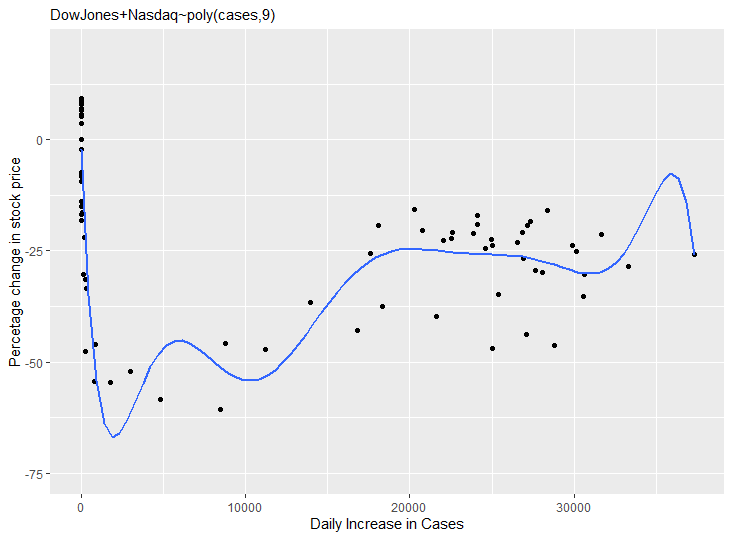 DowJones+Nasdaq~poly(cases,9)
Percetage change in stock price
0
-25
-50
-75
0
10000
20000
30000
Daily Increase in Cases